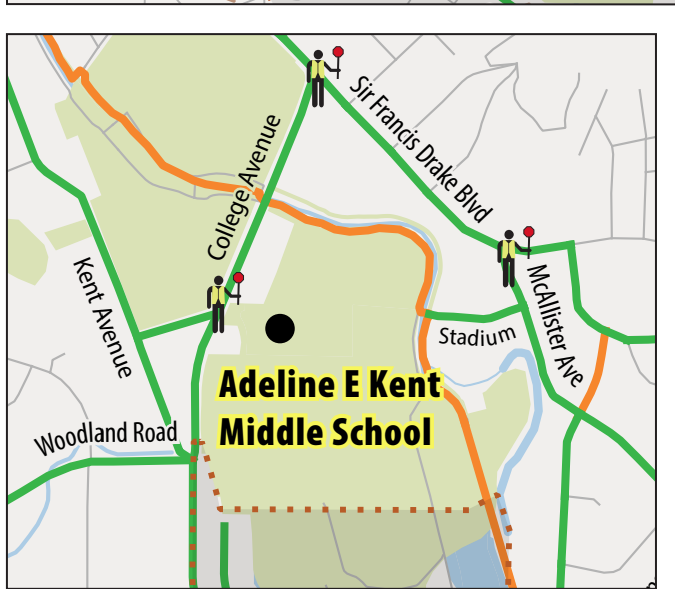 Sir Francis Drake Blvd
College Avenue
Kent Avenue
McAllister Ave
Stadium
Adeline E Kent
Middle School
Woodland Road